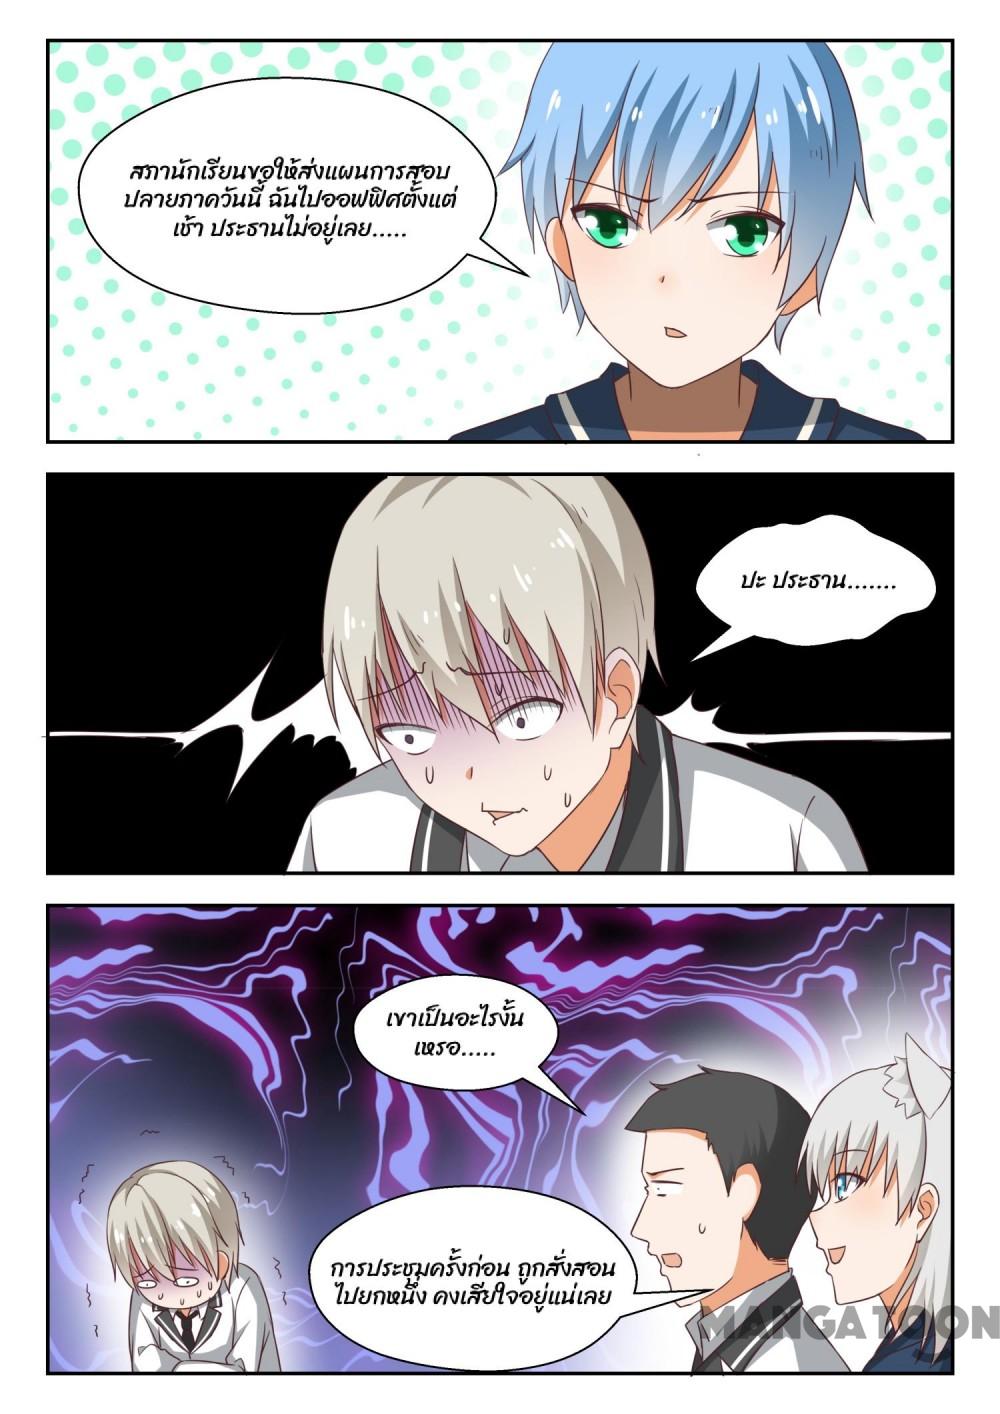 สภานักเรียนขอให้ส่งแผนการสอบ
ปลายภาควันนี้ ฉันไปออฟฟิศตั้งแต่
เช้า ประธานไม่อยู่เลย.....
ปะ ประธาน.......
เขาเป็นอะไรงั้น
เหรอ.....
การประชุมครั้งก่อน ถูกสั่งสอน
ไปยกหนึ่ง คงเสียใจอยู่แน่เลย
MANGATOON